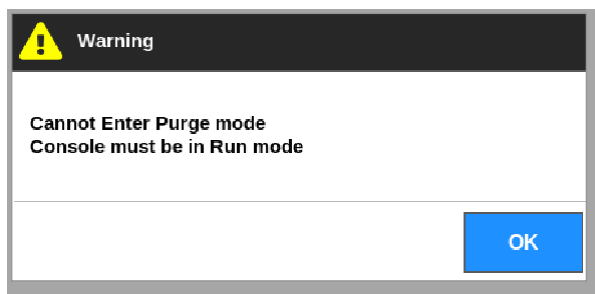 Warning
Cannot Enter Purge mode
Console must be in Run mode
OK